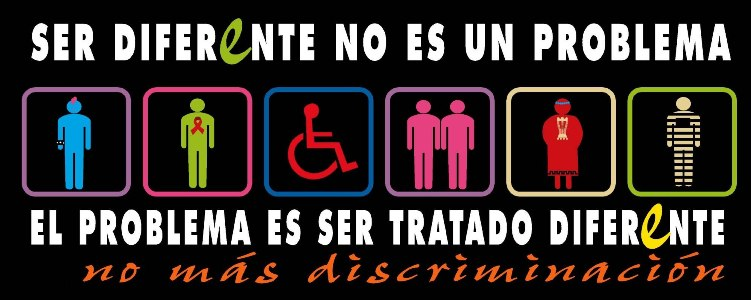 SER DIFEReNTE NO ES UN PROBLEMA
EL PROBLEMA ES SER TRATADO DIFEReNTE
no más discriminación